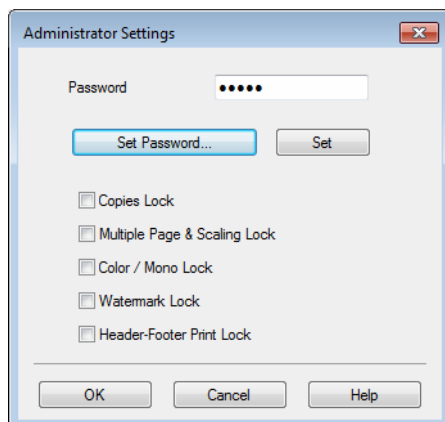 Administrator Settings
Password •••••
Set Password... Set
Copies Lock
Multiple Page & Scaling Lock
Color / Mono Lock
Watermark Lock
Header-Footer Print Lock
OK Cancel Help